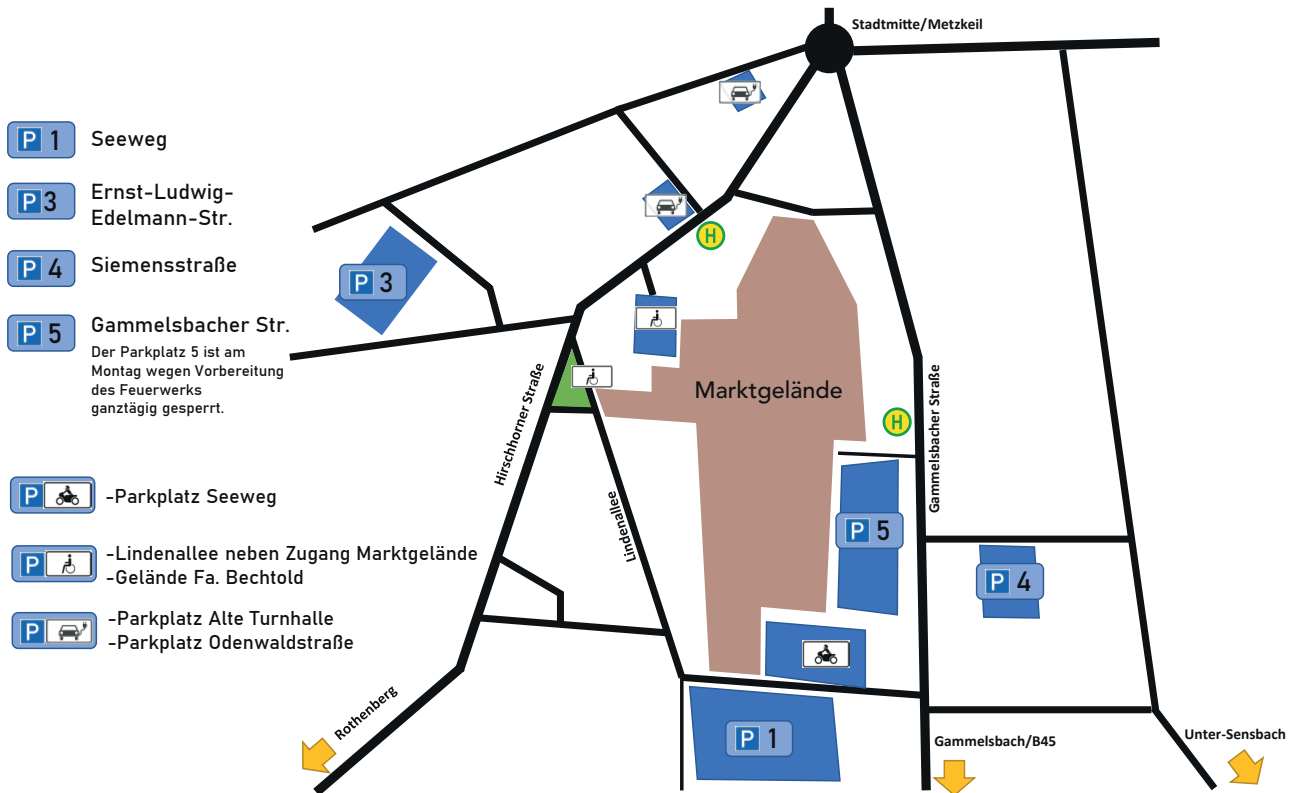 P 1 Seeweg
P 3 Ernst-Ludwig-
Edelmann-Str.
P 4 Siemensstraße
P 5 Gammelsbacher Str.
Der Parkplatz 5 ist am
Montag wegen Vorbereitung
des Feuerwerks
ganztägig gesperrt.
P -Parkplatz Seeweg
P -Lindenallee neben Zugang Marktgelände
-Gelände Fa. Bechtold
P -Parkplatz Alte Turnhalle
-Parkplatz Odenwaldstraße
Stadtmitte/Metzkeil
H
P 3
Marktgelände
Hirschhorner Straße
Lindenallee
H
Gammelsbacher Straße
P 5
P 4
P 1
Rothenberg
Gammelsbach/B45
Unter-Sensbach